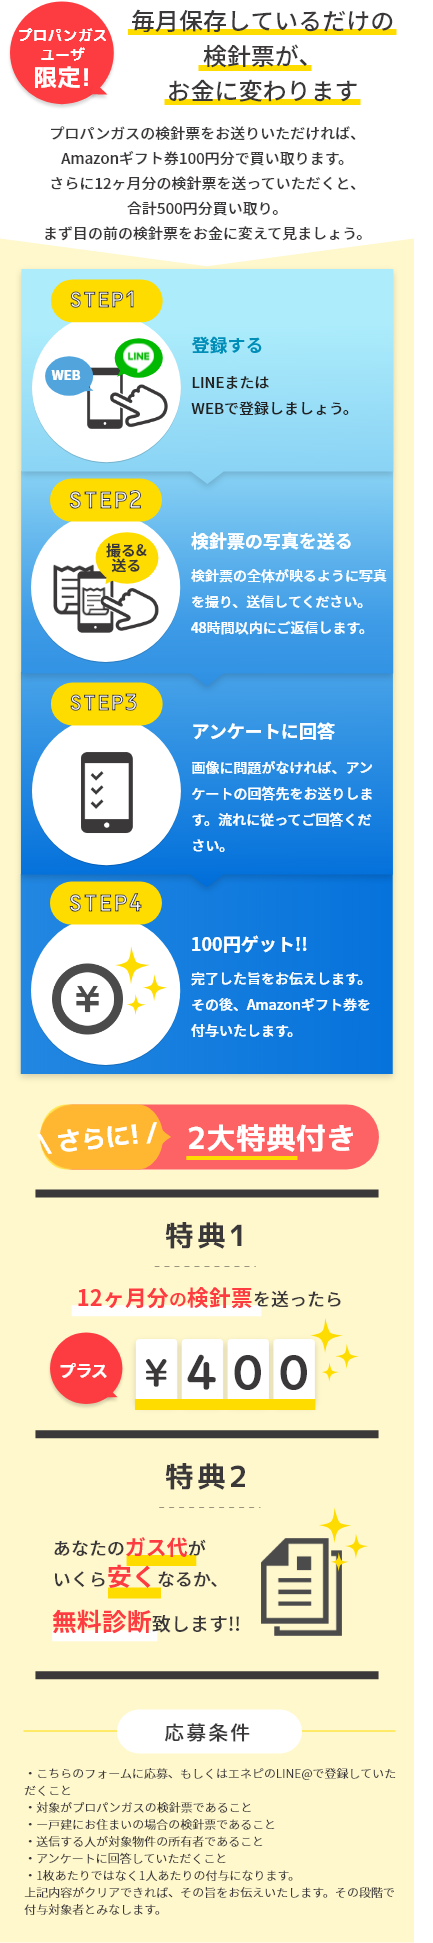 プロパンガス
ユーザ
限定!
毎月保存しているだけの
検針票が、
お金に変わります
プロパンガスの検針票をお送りいただければ、
Amazonギフト券100円分で買い取ります。
さらに12ヶ月分の検針票を送っていただくと、
合計500円分買い取り。
まず目の前の検針票をお金に変えて見ましょう。
STEP1
WEB
LINE
登録する
LINEまたは
WEBで登録しましょう。
STEP2
撮る&
送る
検針票の写真を送る
検針票の全体が映るように写真
を撮り、送信してください。
48時間以内にご返信します。
STEP3
アンケートに回答
画像に問題がなければ、アン
ケートの回答先をお送りしま
す。流れに従ってご回答くだ
さい。
STEP4
¥
100円ゲット!!
完了した旨をお伝えします。
その後、Amazonギフト券を
付与いたします。
\ さらに! /
2大特典付き
特典1
12ヶ月分の検針票を送ったら
プラス
¥400
特典2
あなたのガス代が
いくら安くなるか、
無料診断致します!!
応募条件
・こちらのフォームに応募、もしくはエネピのLINE@で登録していた
だくこと
・対象がプロパンガスの検針票であること
・一戸建にお住まいの場合の検針票であること
・送信する人が対象物件の所有者であること
・アンケートに回答していただくこと
・1枚あたりではなく1人あたりの付与になります。
上記内容がクリアできれば、その旨をお伝えいたします。その段階で
付与対象者とみなします。